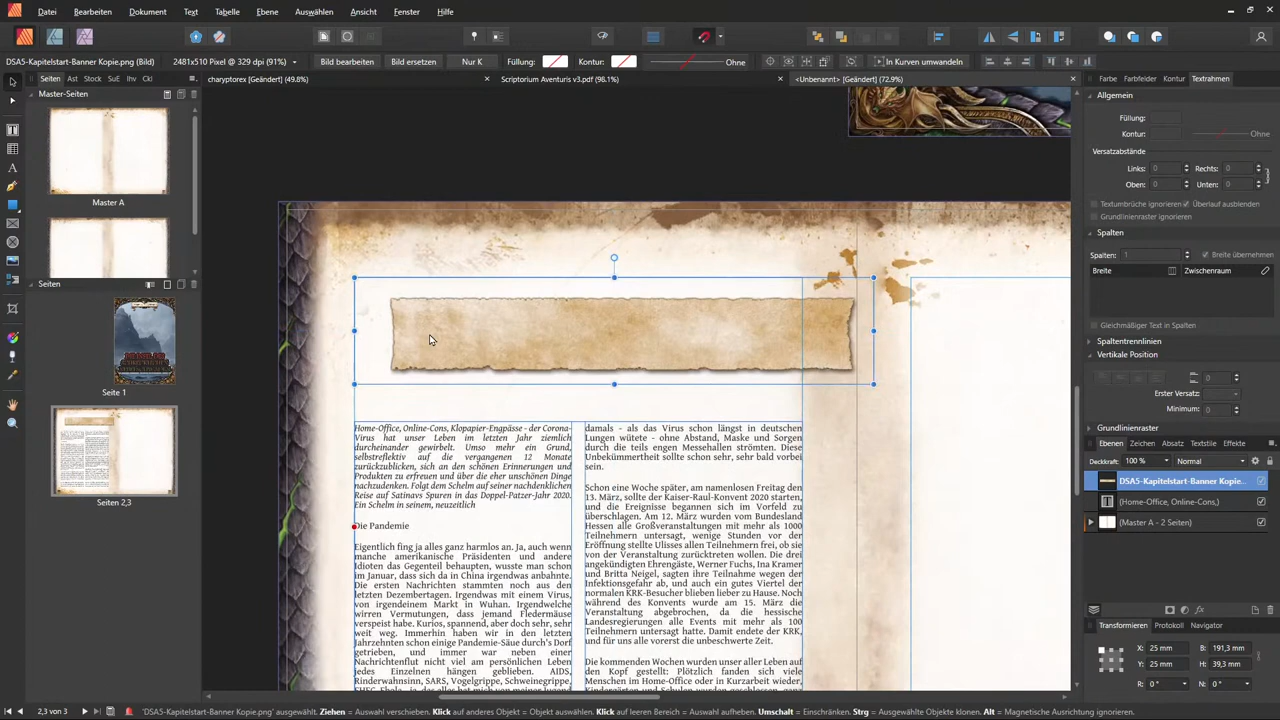 Datei Bearbeiten Dokument Text Tabelle Ebene Auswählen Ansicht Fenster Hilfe
DSA5-Kapitelstart-Banner Kopie.png (Bild) 2481x510 Pixel @ 329 dpi (91%) Bild bearbeiten Bild ersetzen Nur K Füllung: Kontur: Ohne In Kurven umwandeln
Seiten Ast Stock Sue Inv Ckl
charyptorex [Geändert] (49.8%) Scriptorium Aventuris v3.pdf (96.1%) <Unbenannt> [Geändert] (72.9%)
Farbe Farbfelder Kontur Textrahmen
Master-Seiten
Master A
Seiten
Seite 1
Seiten 2,3
Home-Office, Online-Cons, Klopapier-Engpässe - der Corona-
Virus hat unser Leben im letzten Jahr ziemlich
durcheinander gewirbelt. Umso mehr ein Grund,
selbstreflektiv auf die vergangenen 12 Monate
zurückzublicken, sich an den schönen Erinnerungen und
Produkten zu erfreuen und über die eher unschönen Dinge
nachzudenken. Folgt dem Schelm auf seiner nachdenklichen
Reise auf Satinavs Spuren in das Doppel-Patzer-Jahr 2020.
Ein Schelm in seinem, neuzeitlich
Die Pandemie
Eigentlich fing ja alles ganz harmlos an. Ja, auch wenn
manche amerikanische Präsidenten und andere
Idioten das Gegenteil behaupten, wusste man schon
im Januar, dass sich da in China irgendwas anbahnte.
Die ersten Nachrichten stammten noch aus den
letzten Dezembertagen. Irgendwas mit einem Virus,
von irgendeinem Markt in Wuhan. Irgendwelche
wirren Vermutungen, dass jemand Fledermäuse
verspeist habe. Kurios, spannend, aber doch sehr, sehr
weit weg. Immerhin haben wir in den letzten
Jahrzehnten schon einige Pandemie-Säue durch's Dorf
getrieben, und immer war neben einer
Nachrichtenflut nicht viel am persönlichen Leben
jedes Einzelnen hängen geblieben. AIDS,
Rinderwahnsinn, SARS, Vogelgrippe, Schweinegrippe,
damals - als das Virus schon längst in deutschen
Lungen wütete - ohne Abstand, Maske und Sorgen
durch die teils engen Messehallen strömten. Diese
Unbekümmertheit sollte schon sehr, sehr bald vorbei
sein.
Schon eine Woche später, am namenlosen Freitag den
13. März, sollte der Kaiser-Raul-Konvent 2020 starten,
und die Ereignisse begannen sich im Vorfeld zu
überschlagen. Am 12. März wurden vom Bundesland
Hessen alle Großveranstaltungen mit mehr als 1000
Teilnehmern untersagt, wenige Stunden vor der
Eröffnung stellte Ulisses allen Teilnehmern frei, ob sie
von der Veranstaltung zurücktreten wollen. Die drei
angekündigten Ehrengäste, Werner Fuchs, Ina Kramer
und Britta Neigel, sagten ihre Teilnahme wegen der
Infektionsgefahr ab, und auch ein gutes Viertel der
normalen KRK-Besucher blieben lieber zu Hause. Noch
während des Konvents wurde am 15. März die
Veranstaltung abgebrochen, da die hessische
Landesregierungen alle Events mit mehr als 100
Teilnehmern untersagt hatte. Damit endete der KRK,
und für uns alle vorerst die unbeschwerte Zeit.
Die kommenden Wochen wurden unser aller Leben auf
den Kopf gestellt: Plötzlich fanden sich viele
Menschen im Home-Office oder in Kurzarbeit wieder,
Allgemein
Füllung:
Kontur: Ohne
Versatzabstände
Links: 0 Rechts: 0
Oben: 0 Unten: 0
Textumbrüche ignorieren Überlauf ausblenden
Grundlinienraster ignorieren
Spalten
Spalten: 1 Breite übernehmen
Breite Zwischenraum
Gleichmäßiger Text in Spalten
Spaltentrennlinien
Vertikale Position
0
Erster Versatz:
Minimum: 0
Grundlinienraster
Ebenen Zeichen Absatz Textstile Effekte
Deckkraft: 100 % Normal
DSA5-Kapitelstart-Banner Kopie...
(Home-Office, Online-Cons,)
(Master A - 2 Seiten)
Transformieren Protokoll Navigator
X: 25 mm B: 191,3 mm
Y: 25 mm H: 39,3 mm
R: 0 ° N: 0 °
2,3 von 3 'DSA5-Kapitelstart-Banner Kopie.png' ausgewählt. Ziehen = Auswahl verschieben. Klick auf anderes Objekt = Objekt auswählen. Klick auf leeren Bereich = Auswahl aufheben. Umschalt = Einschränken. Strg = Ausgewählte Objekte klonen. Alt = Magnetische Ausrichtung ignorieren.